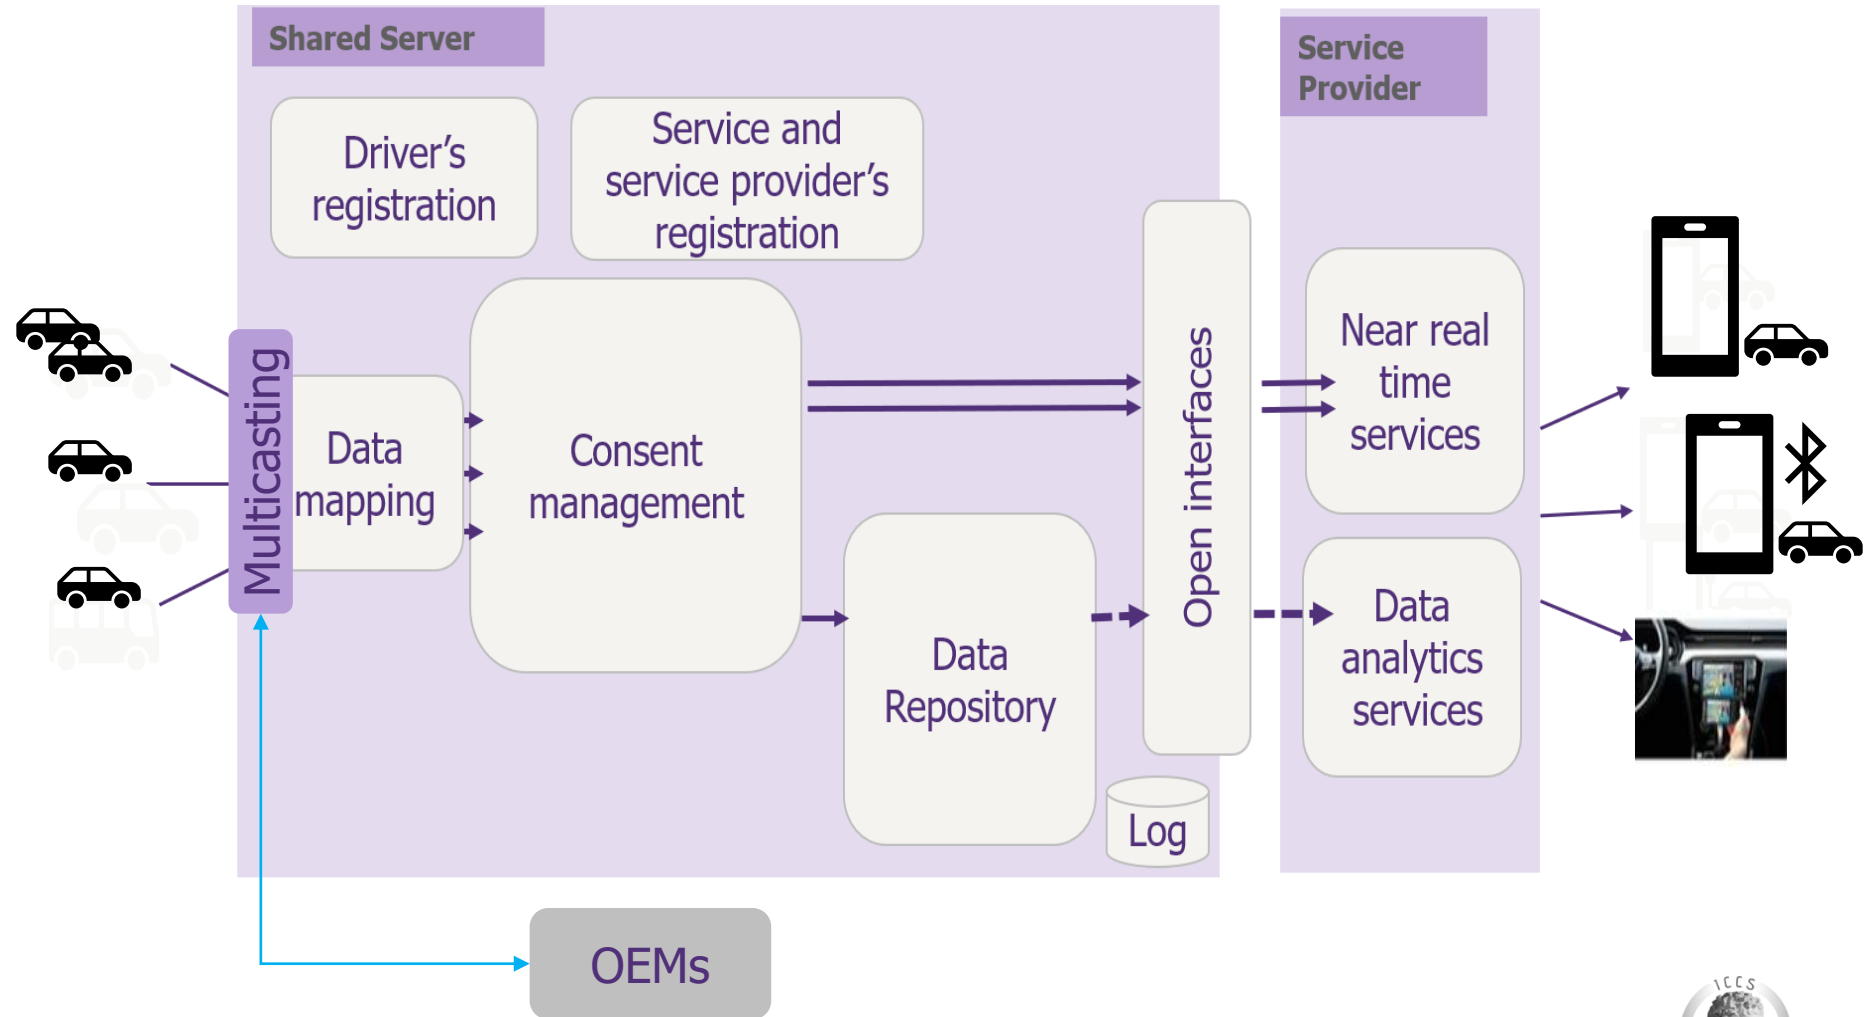 Shared Server
Service
Provider
Driver's
registration
Service and
service provider's
registration
Multicasting
Data
mapping
Consent
management
Data
Repository
Open interfaces
Log
Near real
time
services
Data
analytics
services
OEMs
ICCS